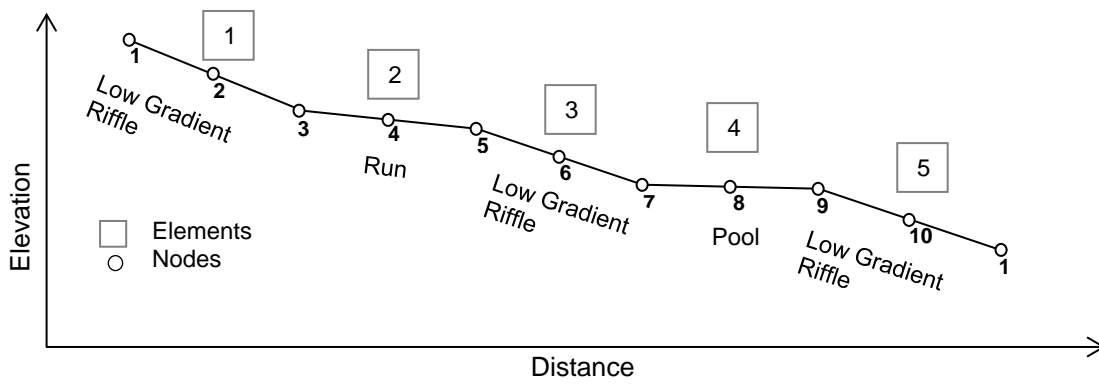 1
2
3
4
5
1
2
3
4
5
6
7
8
9
10
1
Low Gradient
Riffle
Run
Low Gradient
Riffle
Pool
Low Gradient
Riffle
Elements
Nodes
Elevation
Distance